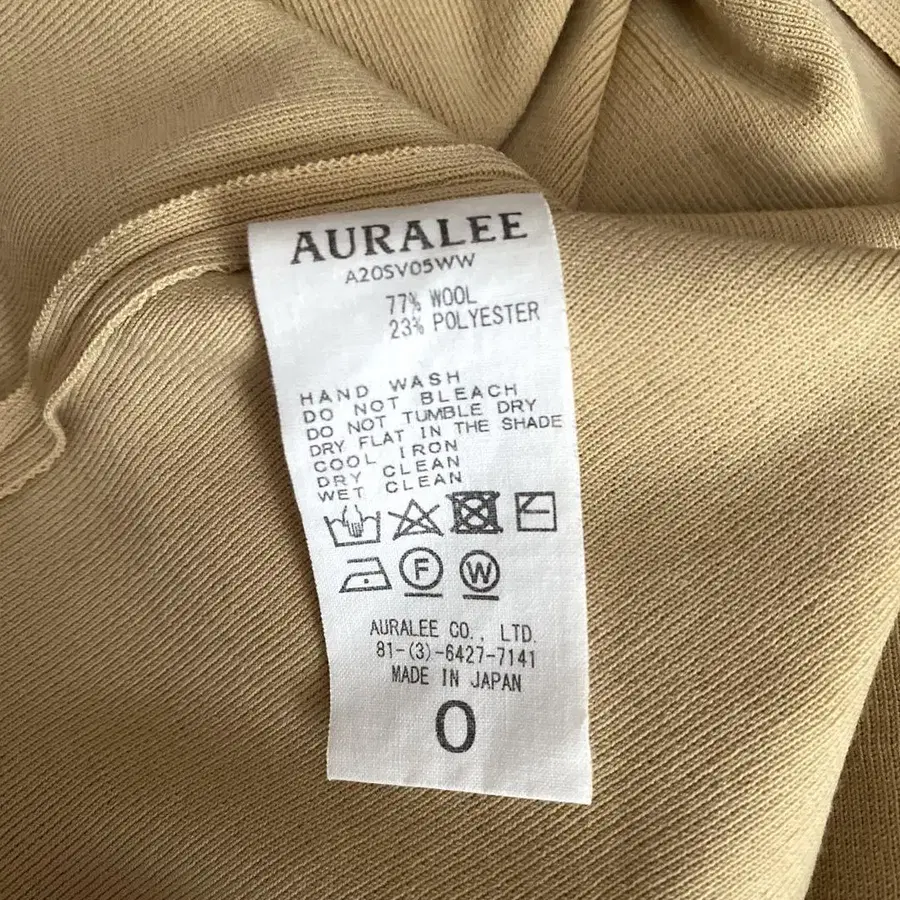 AURALEE
A20SV05WW
77% WOOL
23% POLYESTER
HAND WASH
DO NOT BLEACH
DO NOT TUMBLE DRY
DRY FLAT IN THE SHADE
COOL IRON
DRY CLEAN
WET CLEAN
F W
AURALEE CO., LTD.
81-(3)-6427-7141
MADE IN JAPAN
0